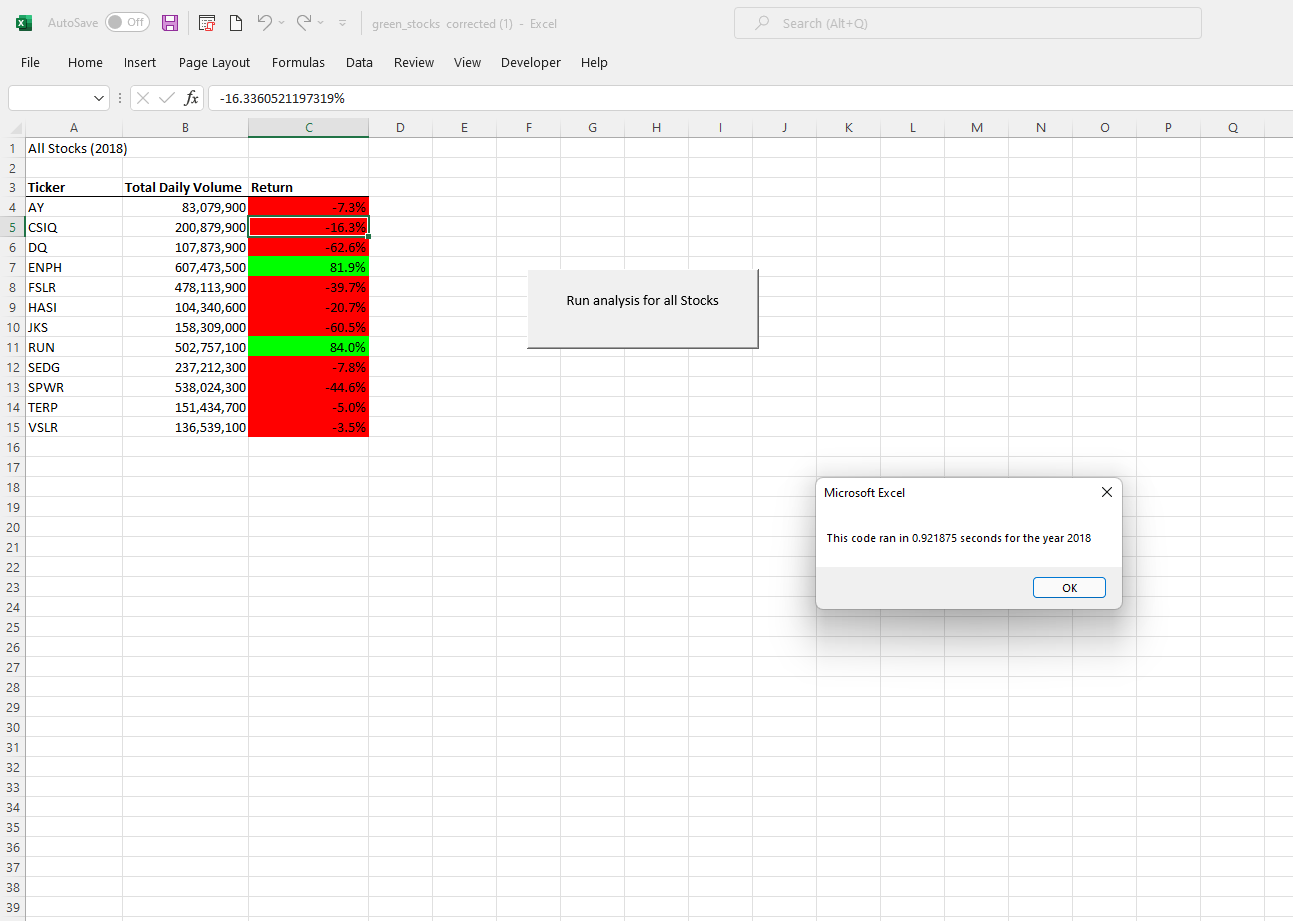 AutoSave Off green_stocks corrected (1) - Excel Search (Alt+Q)
File Home Insert Page Layout Formulas Data Review View Developer Help
fx -16.3360521197319%
A B C D E F G H I J K L M N O P Q
1 All Stocks (2018)
2
3 Ticker Total Daily Volume Return
4 AY 83,079,900 -7.3%
5 CSIQ 200,879,900 -16.3%
6 DQ 107,873,900 -62.6%
7 ENPH 607,473,500 81.9%
8 FSLR 478,113,900 -39.7%
9 HASI 104,340,600 -20.7%
10 JKS 158,309,000 -60.5%
11 RUN 502,757,100 84.0%
12 SEDG 237,212,300 -7.8%
13 SPWR 538,024,300 -44.6%
14 TERP 151,434,700 -5.0%
15 VSLR 136,539,100 -3.5%
Run analysis for all Stocks
16
17
18
19
20
21
22
23
24
25
26
27
28
29
30
31
32
33
34
35
36
37
38
39
Microsoft Excel
This code ran in 0.921875 seconds for the year 2018
OK